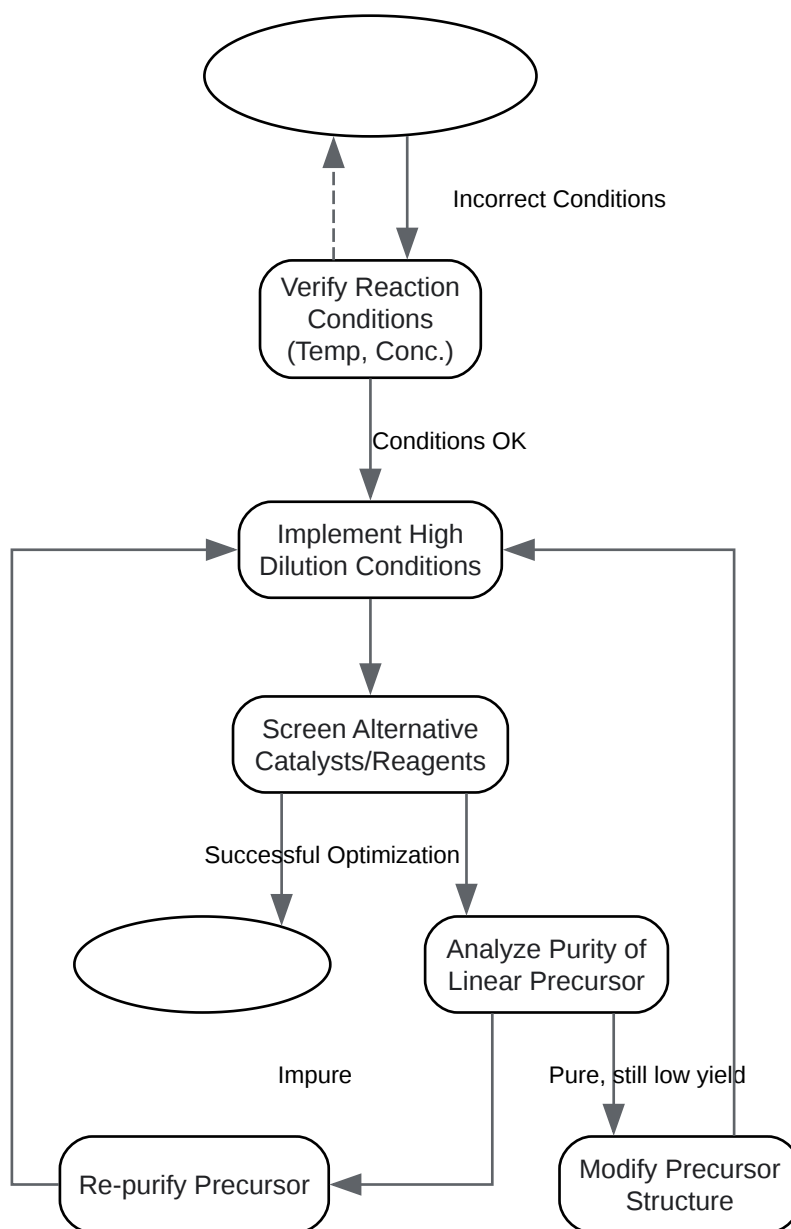 Incorrect Conditions
Verify Reaction
Conditions
(Temp, Conc.)
Conditions OK
Implement High
Dilution Conditions
Screen Alternative
Catalysts/Reagents
Successful Optimization
Analyze Purity of
Linear Precursor
Impure
Pure, still low yield
Re-purify Precursor
Modify Precursor
Structure